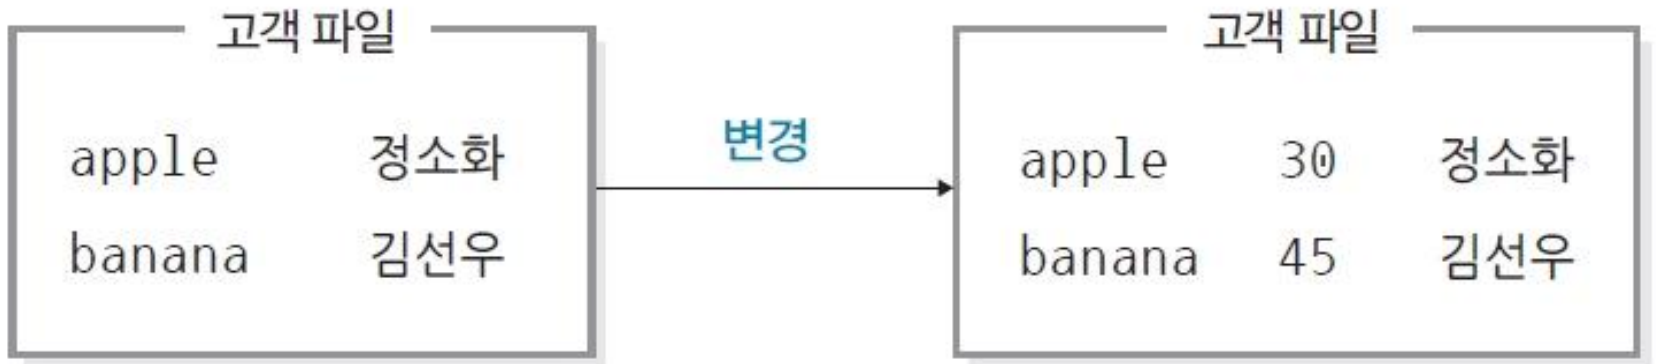 고객 파일
apple 정소화
banana 김선우
변경
고객 파일
apple 30 정소화
banana 45 김선우